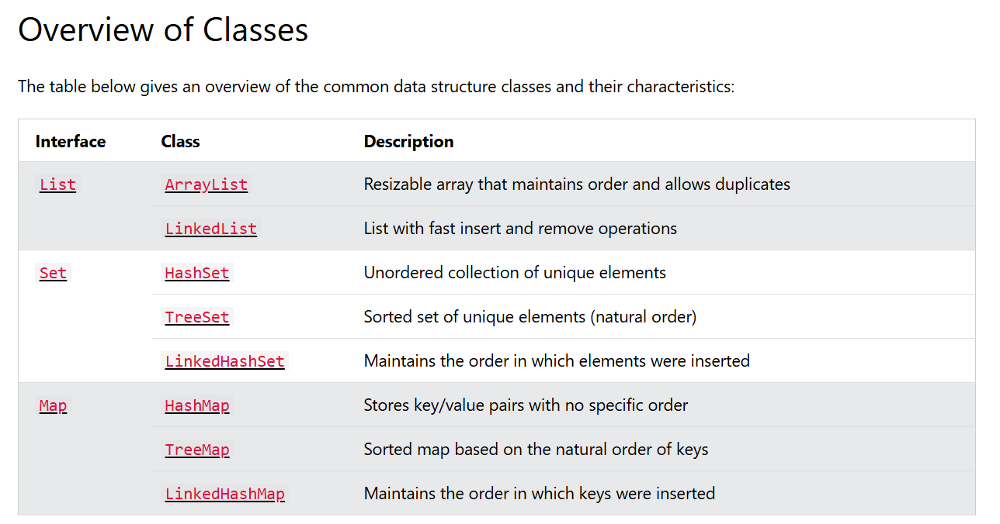 Overview of Classes
The table below gives an overview of the common data structure classes and their characteristics:
Interface Class Description
List ArrayList Resizable array that maintains order and allows duplicates
LinkedList List with fast insert and remove operations
Set HashSet Unordered collection of unique elements
TreeSet Sorted set of unique elements (natural order)
LinkedHashSet Maintains the order in which elements were inserted
Map HashMap Stores key/value pairs with no specific order
TreeMap Sorted map based on the natural order of keys
LinkedHashMap Maintains the order in which keys were inserted